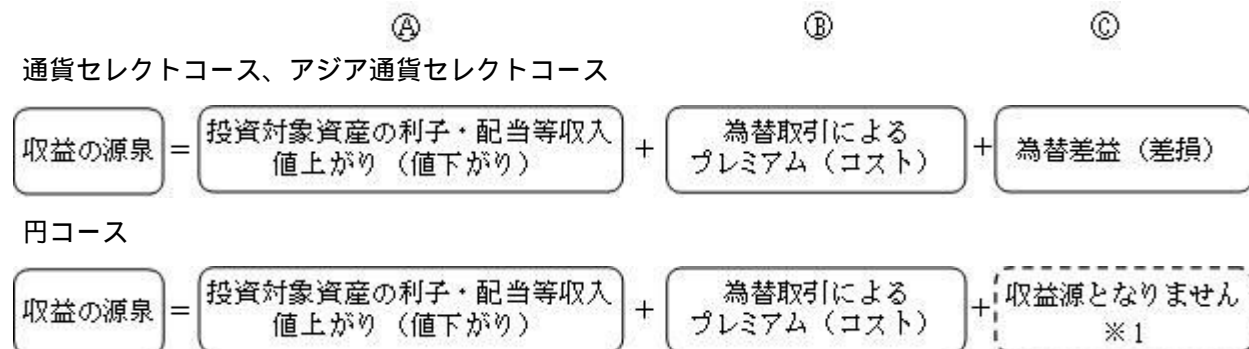 Ⓐ Ⓑ Ⓒ
通貨セレクトコース、アジア通貨セレクトコース
収益の源泉 = 投資対象資産の利子・配当等収入 値上がり（値下がり） + 為替取引による プレミアム（コスト） + 為替差益（差損）
円コース
収益の源泉 = 投資対象資産の利子・配当等収入 値上がり（値下がり） + 為替取引による プレミアム（コスト） + 収益源となりません ※1